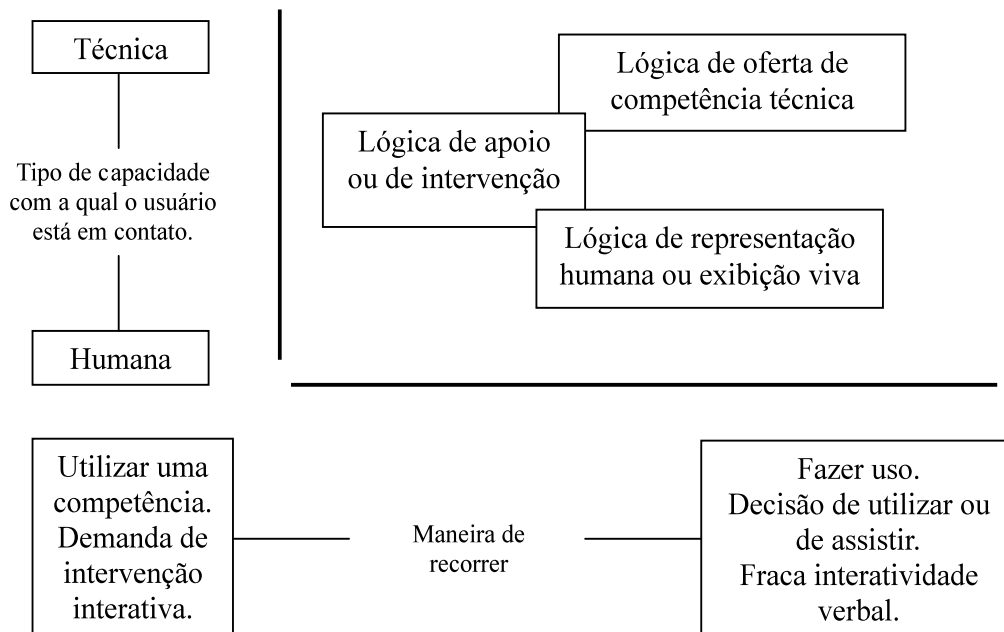 Técnica
Tipo de capacidade
com a qual o usuário
está em contato.
Humana
Lógica de oferta de
competência técnica
Lógica de apoio
ou de intervenção
Lógica de representação
humana ou exibição viva
Utilizar uma
competência.
Demanda de
intervenção
interativa.
Maneira de
recorrer
Fazer uso.
Decisão de utilizar ou
de assistir.
Fraca interatividade
verbal.